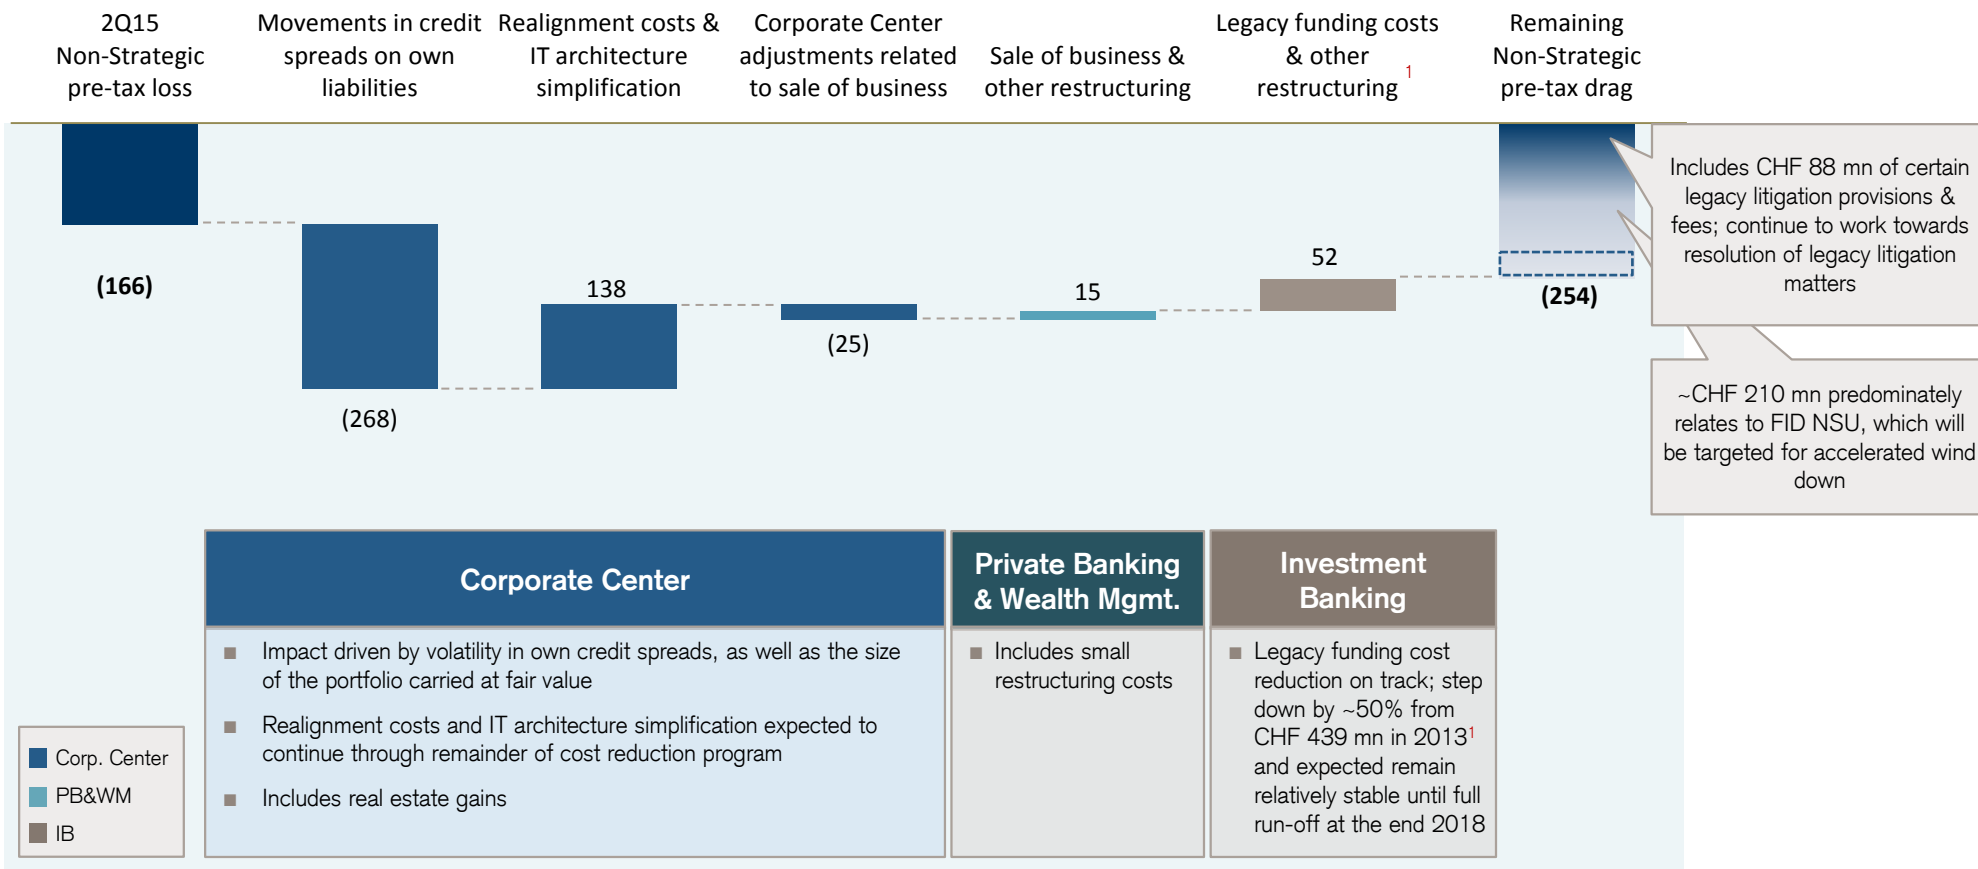 2Q15
Non-Strategic
pre-tax loss
Movements in credit
spreads on own
liabilities
Realignment costs &
IT architecture
simplification
Corporate Center
adjustments related
to sale of business
Sale of business &
other restructuring
Legacy funding costs
& other
restructuring 1
Remaining
Non-Strategic
pre-tax drag
(166)
(268)
138
(25)
15
52
(254)
Includes CHF 88 mn of certain
legacy litigation provisions &
fees; continue to work towards
resolution of legacy litigation
matters
~CHF 210 mn predominately
relates to FID NSU, which will
be targeted for accelerated wind
down
Corp. Center
PB&WM
IB
Corporate Center
Impact driven by volatility in own credit spreads, as well as the size
of the portfolio carried at fair value
Realignment costs and IT architecture simplification expected to
continue through remainder of cost reduction program
Includes real estate gains
Private Banking
& Wealth Mgmt.
Includes small
restructuring costs
Investment
Banking
Legacy funding cost
reduction on track; step
down by ~50% from
CHF 439 mn in 2013¹
and expected remain
relatively stable until full
run-off at the end 2018